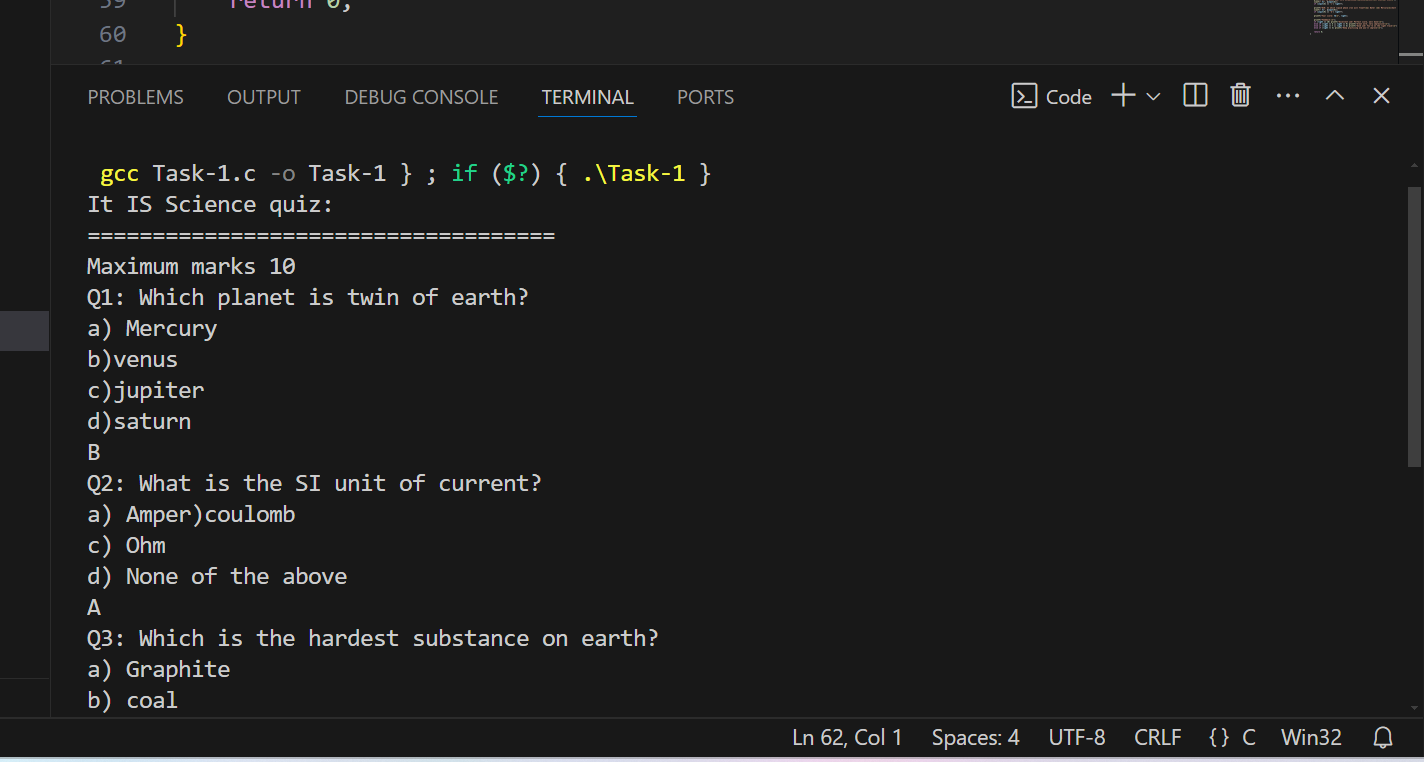 59 return 0;
60 }
61
PROBLEMS OUTPUT DEBUG CONSOLE TERMINAL PORTS Code
gcc Task-1.c -o Task-1 } ; if ($?) { .\Task-1 }
It IS Science quiz:
====================================
Maximum marks 10
Q1: Which planet is twin of earth?
a) Mercury
b)venus
c)jupiter
d)saturn
B
Q2: What is the SI unit of current?
a) Amper)coulomb
c) Ohm
d) None of the above
A
Q3: Which is the hardest substance on earth?
a) Graphite
b) coal
Ln 62, Col 1 Spaces: 4 UTF-8 CRLF {} C Win32